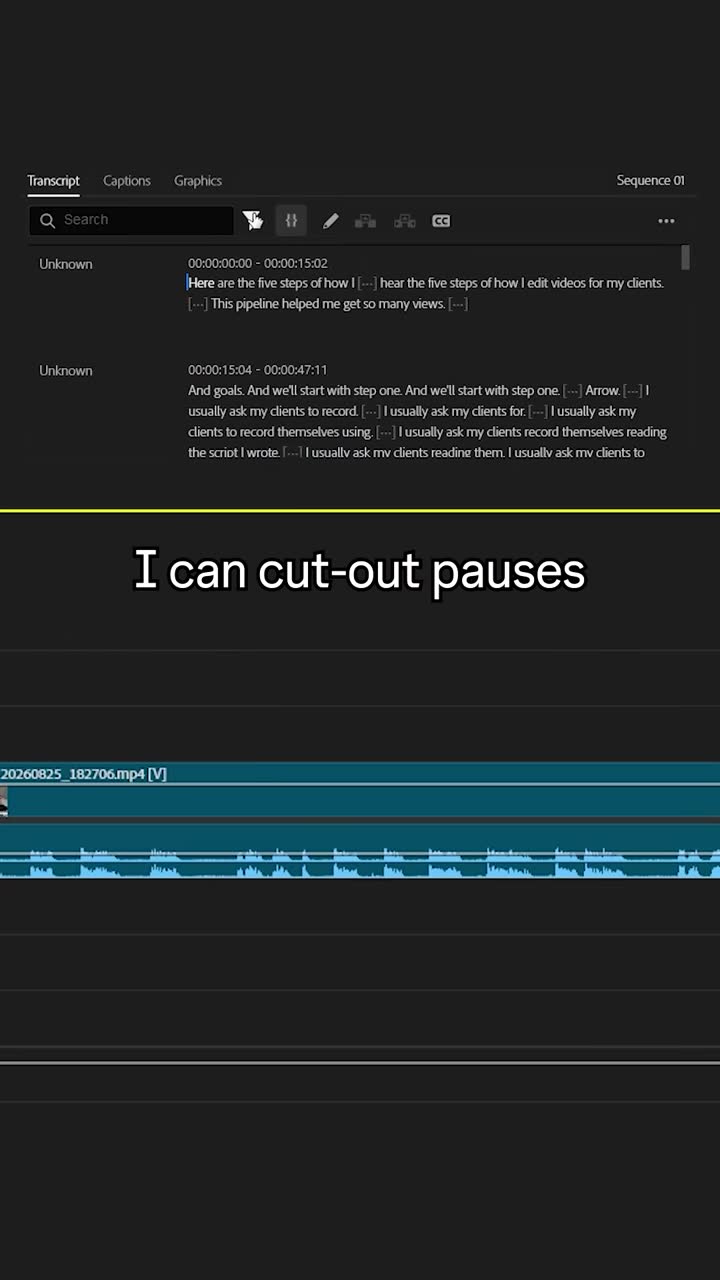 Transcript Captions Graphics Sequence 01
Search CC
Unknown 00:00:00:00 - 00:00:15:02
Here are the five steps of how I [...] hear the five steps of how I edit videos for my clients.
[...] This pipeline helped me get so many views. [...]
Unknown 00:00:15:04 - 00:00:47:11
And goals. And we'll start with step one. And we'll start with step one. [...] Arrow. [...] I
usually ask my clients to record. [...] I usually ask my clients for. [...] I usually ask my
clients to record themselves using. [...] I usually ask my clients record themselves reading
the script I wrote. [...] I usually ask my clients reading them. I usually ask my clients to
I can cut-out pauses
20260825_182706.mp4 [V]